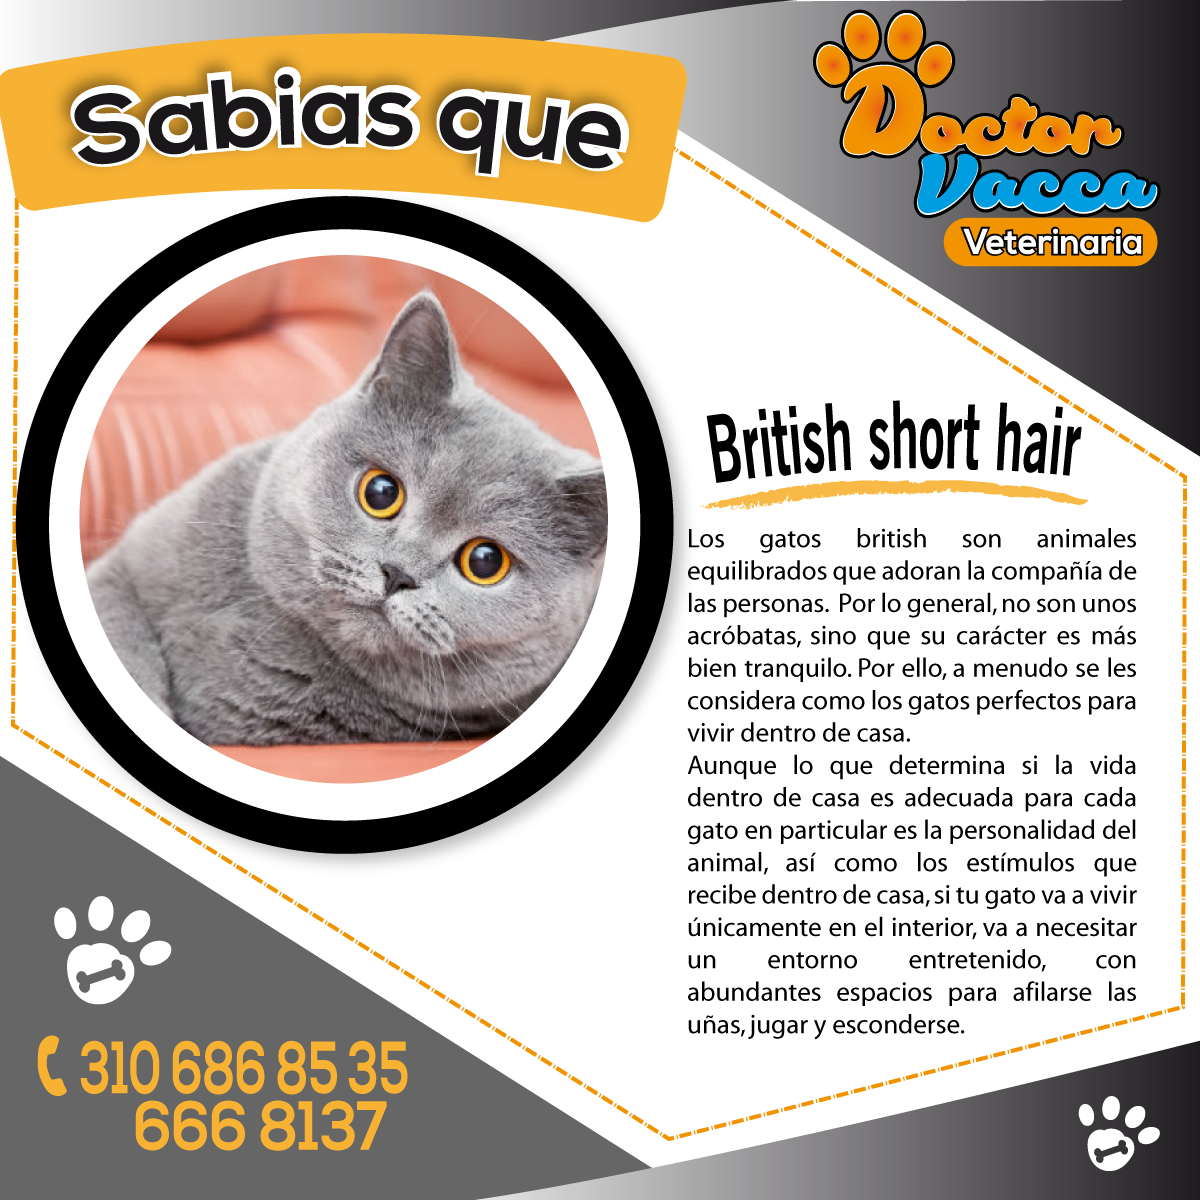 Sabias que
Doctor
Vacca
Veterinaria
British short hair
Los gatos british son animales
equilibrados que adoran la compañía de
las personas. Por lo general, no son unos
acróbatas, sino que su carácter es más
bien tranquilo. Por ello, a menudo se les
considera como los gatos perfectos para
vivir dentro de casa.
Aunque lo que determina si la vida
dentro de casa es adecuada para cada
gato en particular es la personalidad del
animal, así como los estímulos que
recibe dentro de casa, si tu gato va a vivir
únicamente en el interior, va a necesitar
un entorno entretenido, con
abundantes espacios para afilarse las
uñas, jugar y esconderse.
310 686 85 35
666 8137